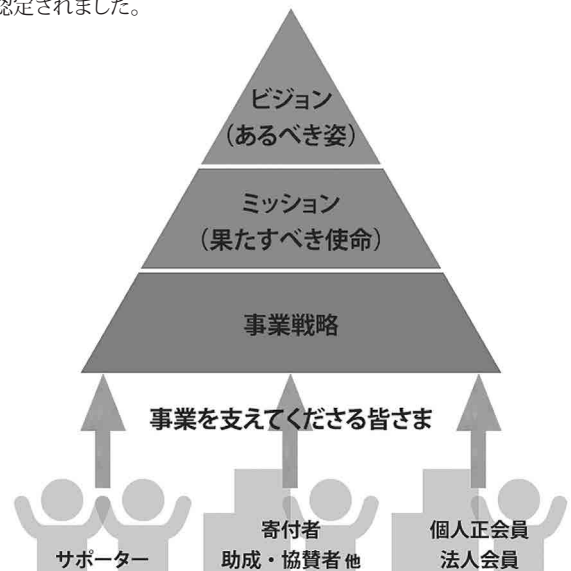 認定されました。
ビジョン
(あるべき姿)
ミッション
(果たすべき使命)
事業戦略
事業を支えてくださる皆さま
サポーター
寄付者
助成・協賛者 他
個人正会員
法人会員